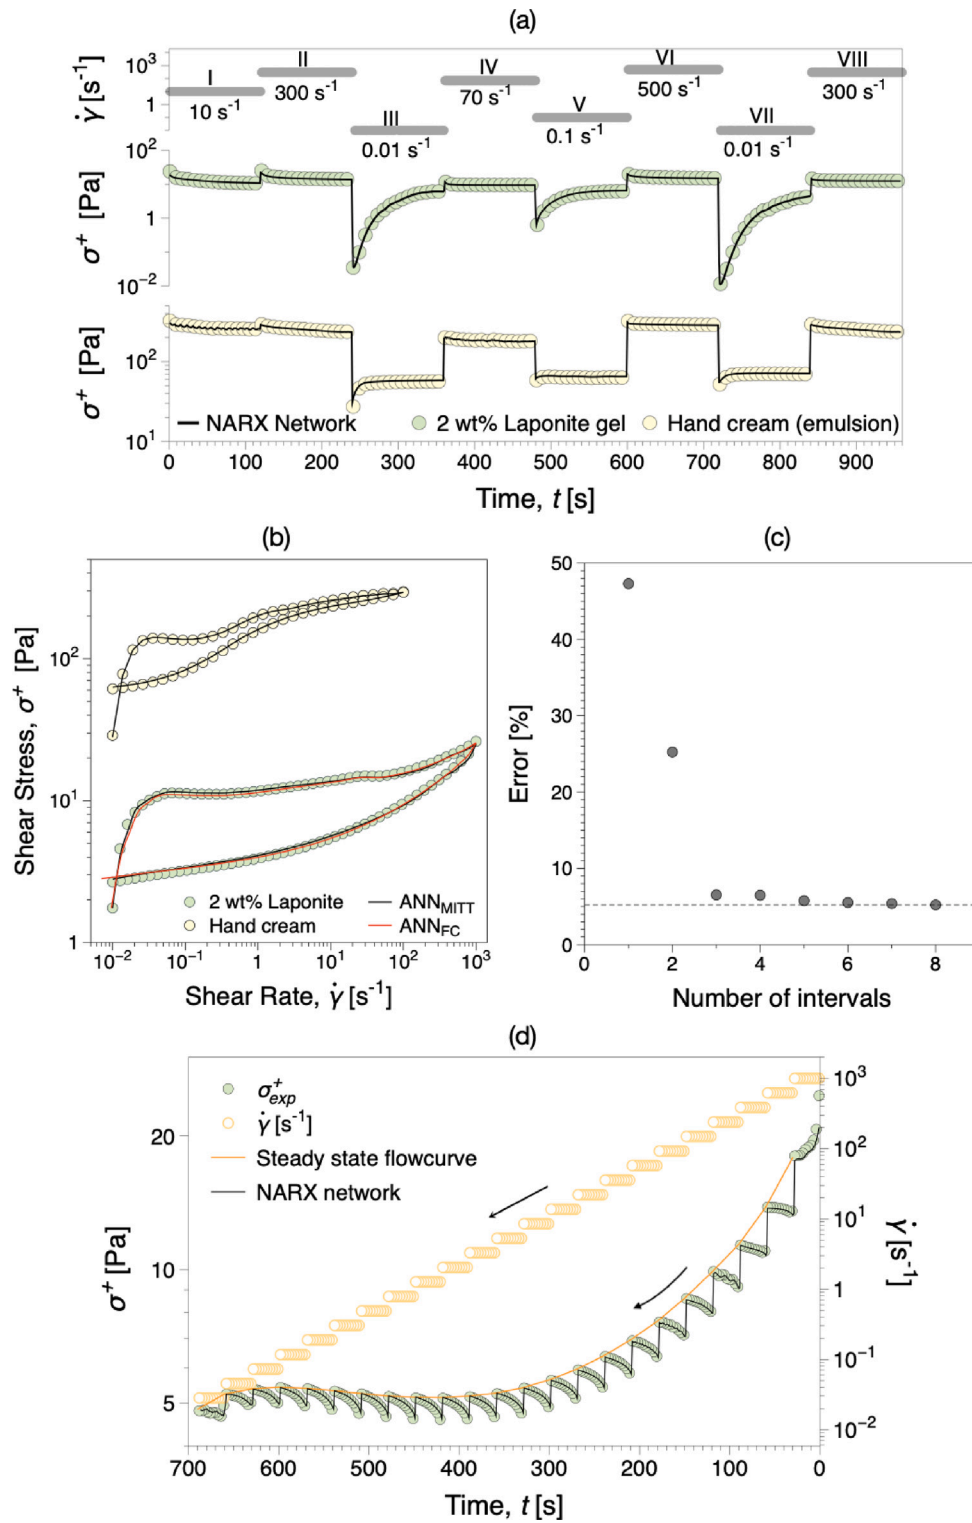 (a)
10³
1
γ̇ [s⁻¹]
I
10 s⁻¹
II
300 s⁻¹
III
0.01 s⁻¹
IV
70 s⁻¹
V
0.1 s⁻¹
VI
500 s⁻¹
VII
0.01 s⁻¹
VIII
300 s⁻¹
10²
1
10⁻²
σ⁺ [Pa]
10²
10¹
σ⁺ [Pa]
NARX Network 2 wt% Laponite gel Hand cream (emulsion)
0 100 200 300 400 500 600 700 800 900
Time, t [s]
(b)
10²
10¹
1
Shear Stress, σ⁺ [Pa]
2 wt% Laponite ANN_MITT
Hand cream ANN_FC
10⁻² 10⁻¹ 1 10¹ 10² 10³
Shear Rate, γ̇ [s⁻¹]
(c)
50
40
30
20
10
0
Error [%]
0 2 4 6 8
Number of intervals
(d)
σ⁺exp
γ̇ [s⁻¹]
Steady state flowcurve
NARX network
20
10
5
σ⁺ [Pa]
10³
10²
10¹
1
10⁻¹
10⁻²
γ̇ [s⁻¹]
700 600 500 400 300 200 100 0
Time, t [s]